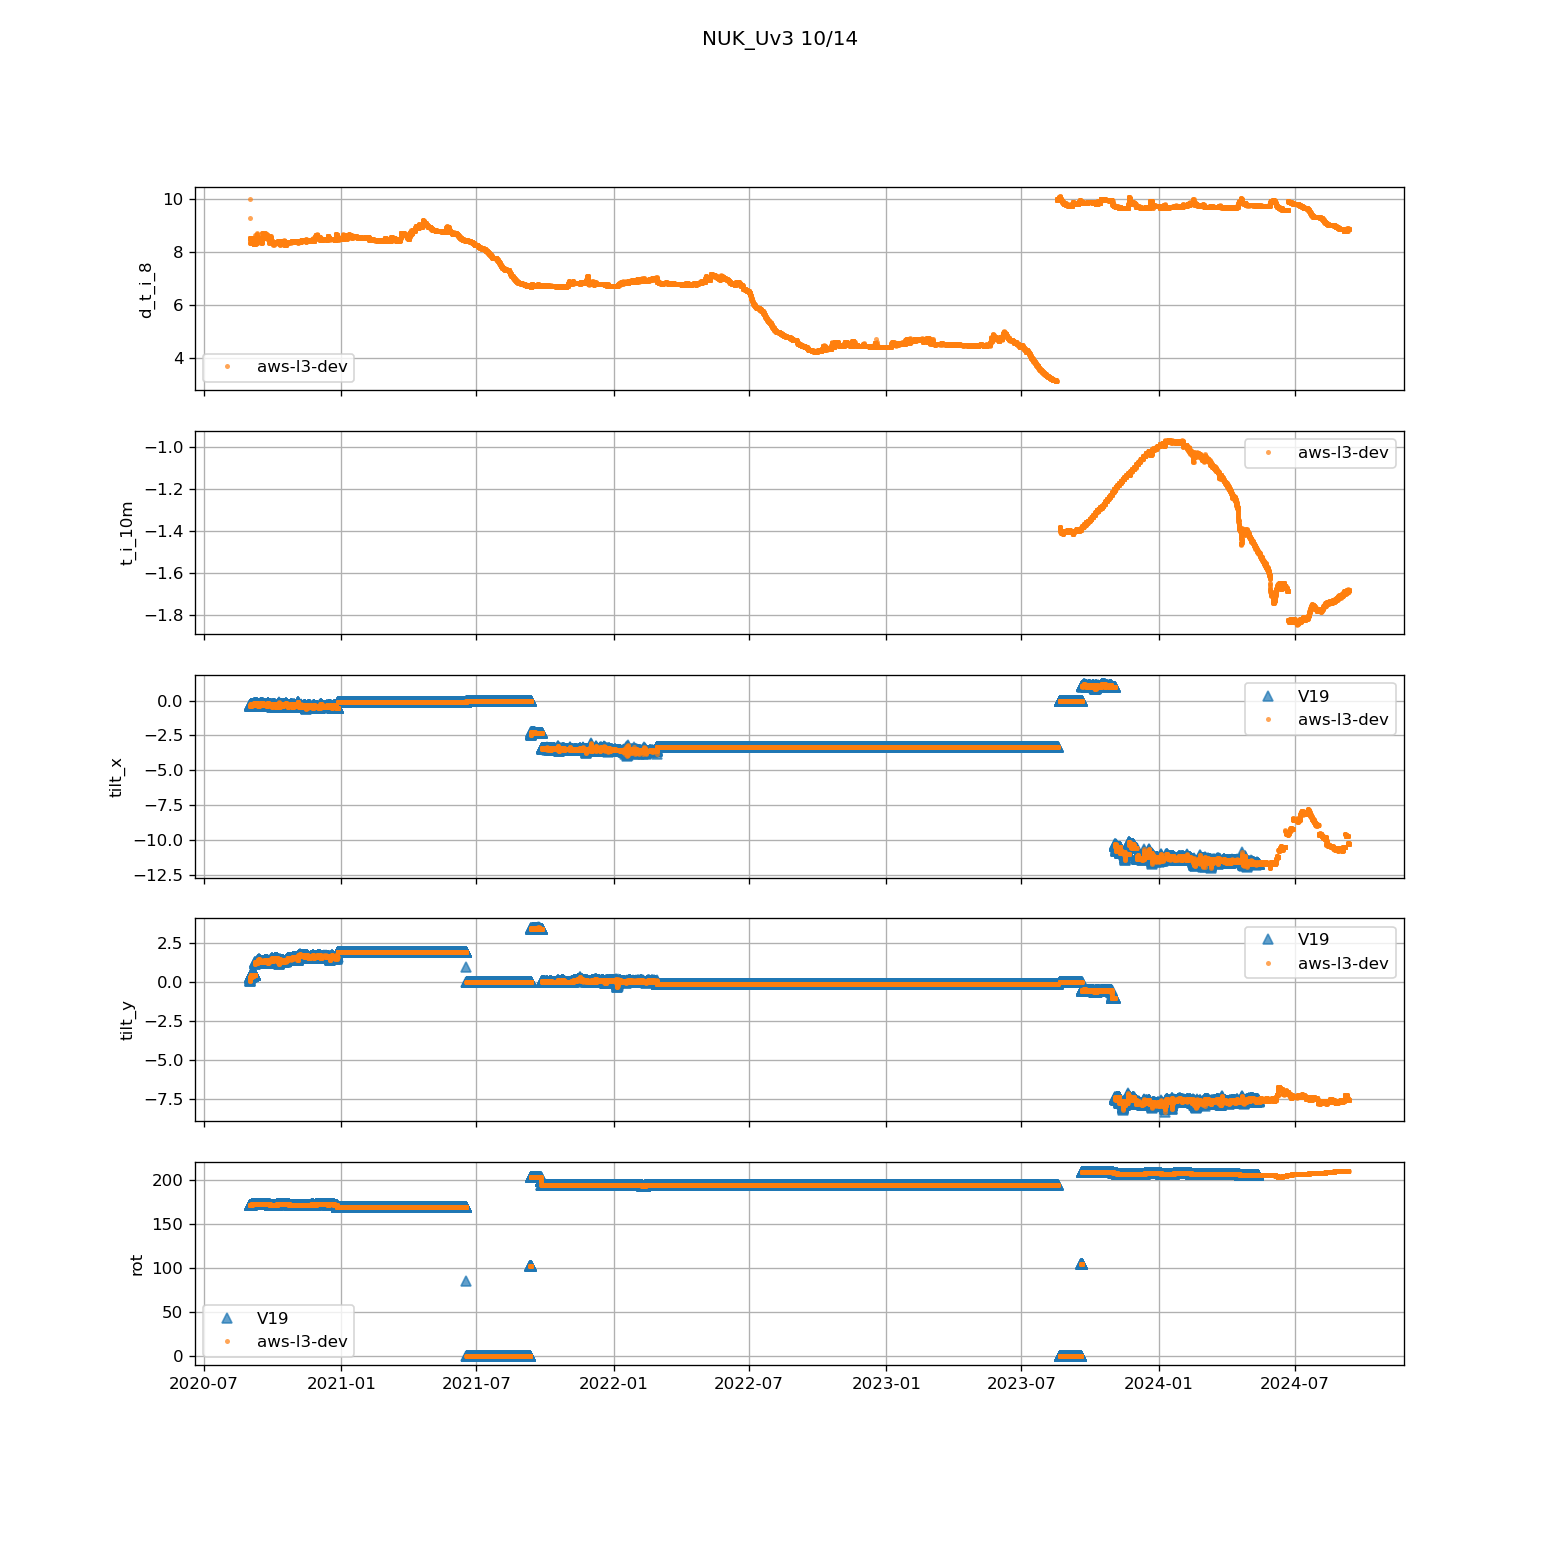 NUK_Uv3 10/14
10
8
6
4
d_t_i_8
aws-l3-dev
−1.0
−1.2
−1.4
−1.6
−1.8
t_i_10m
aws-l3-dev
0.0
−2.5
−5.0
−7.5
−10.0
−12.5
tilt_x
V19
aws-l3-dev
2.5
0.0
−2.5
−5.0
−7.5
tilt_y
V19
aws-l3-dev
200
150
100
50
0
rot
V19
aws-l3-dev
2020-07 2021-01 2021-07 2022-01 2022-07 2023-01 2023-07 2024-01 2024-07